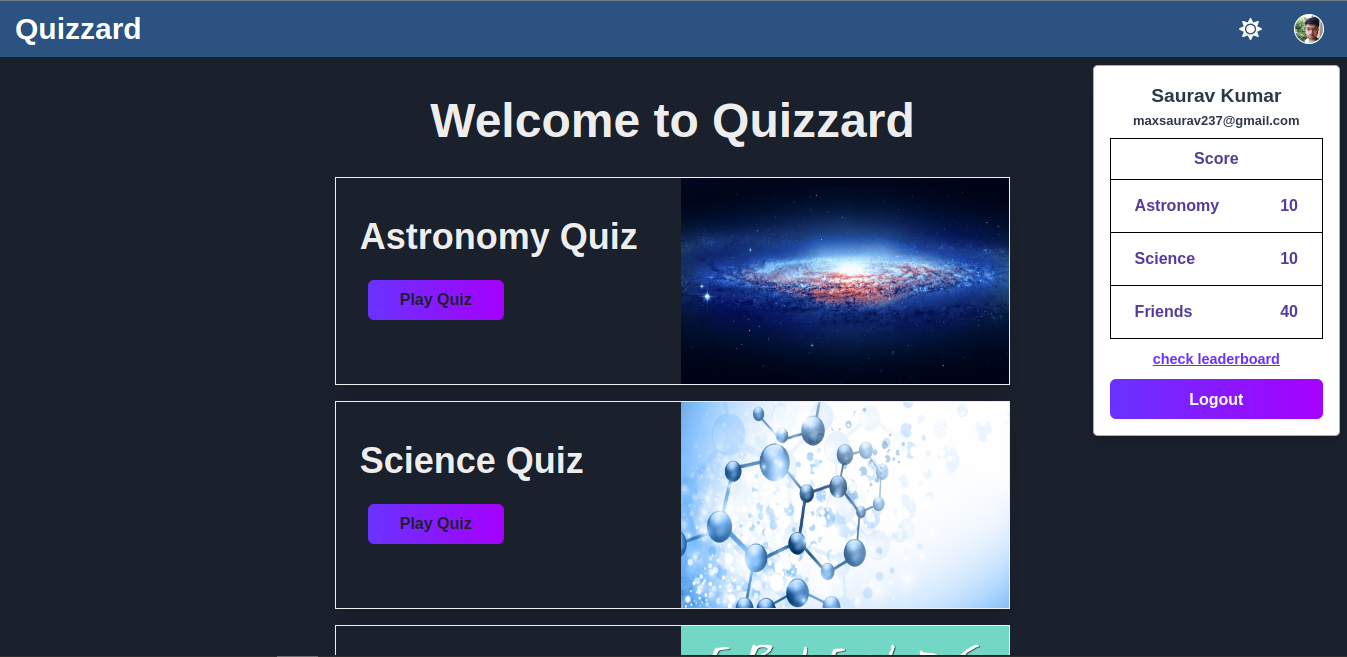 Quizzard
Welcome to Quizzard
Astronomy Quiz
Play Quiz
Science Quiz
Play Quiz
Saurav Kumar
maxsaurav237@gmail.com
Score
Astronomy 10
Science 10
Friends 40
check leaderboard
Logout